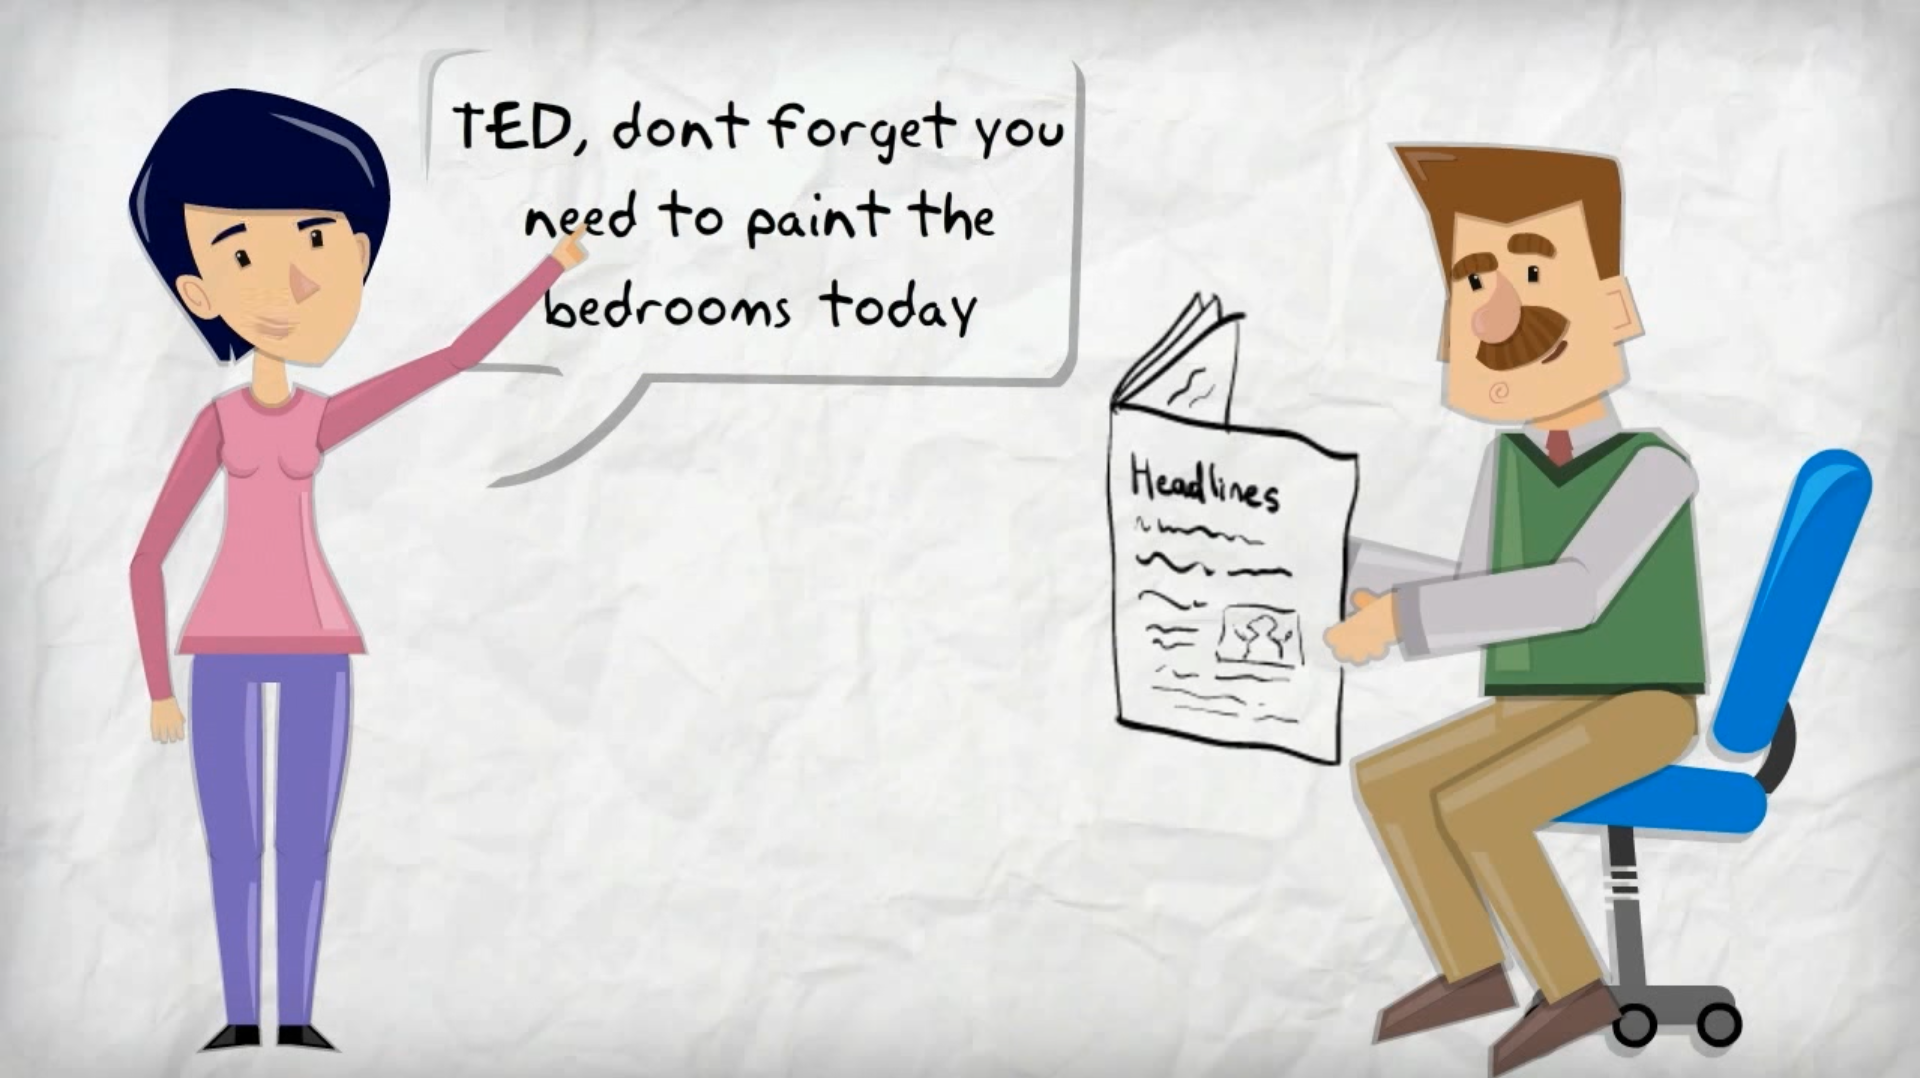 TED, dont forget you
need to paint the
bedrooms today
Headlines